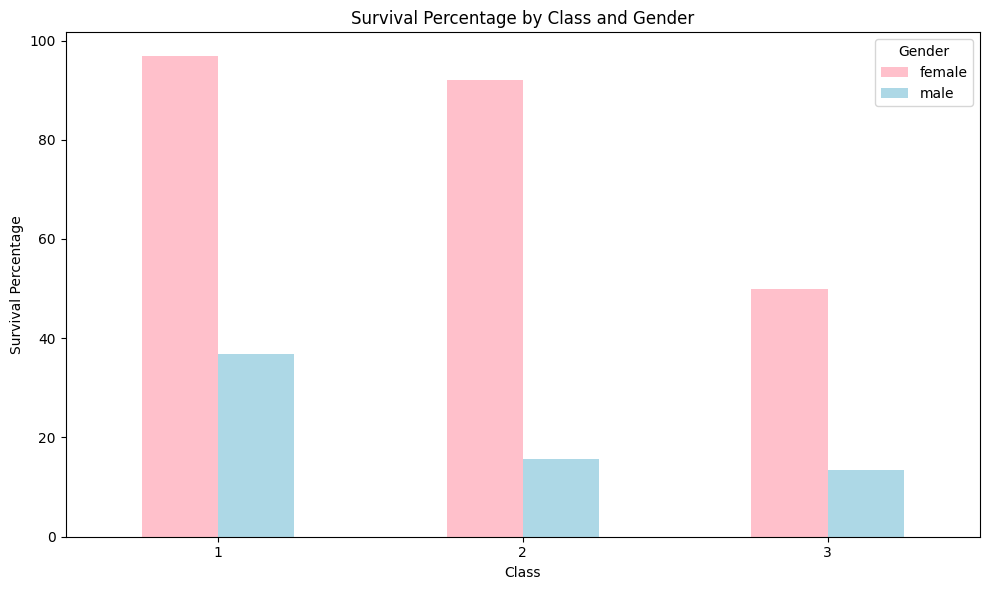 Survival Percentage by Class and Gender
Gender
female
male
Survival Percentage
100
80
60
40
20
0
1 2 3
Class